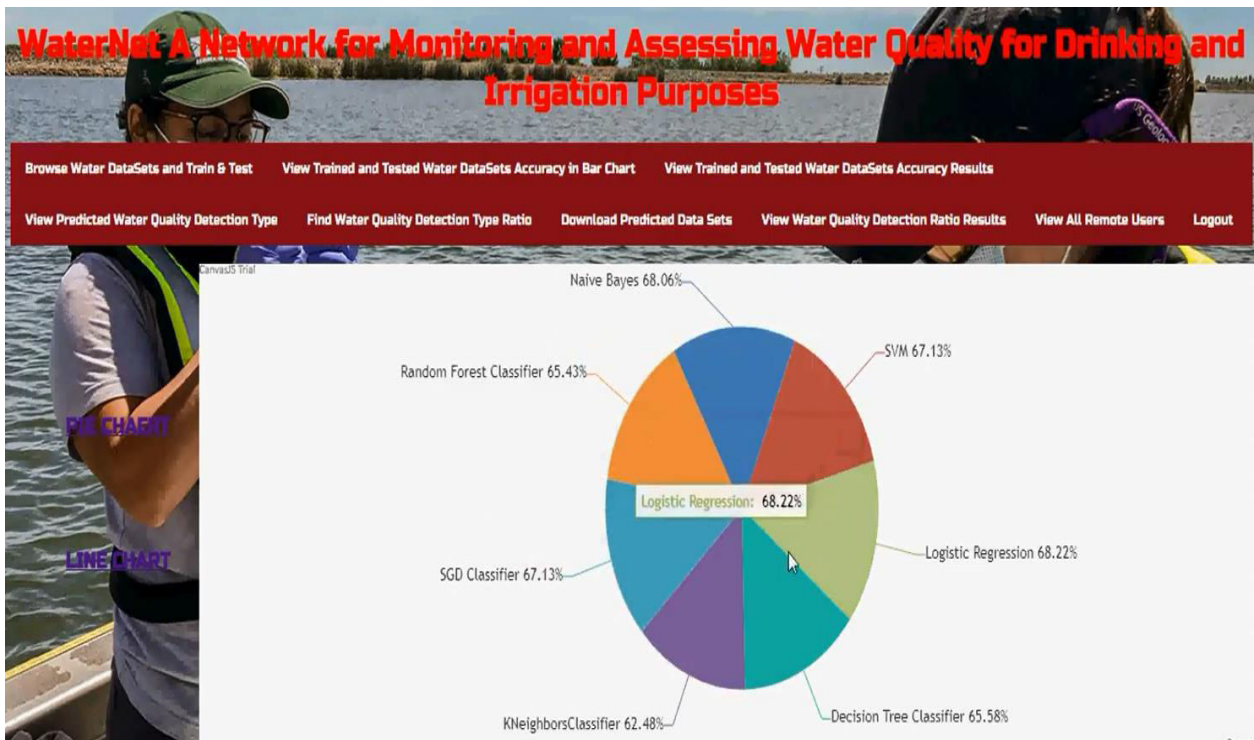 WaterNet A Network for Monitoring and Assessing Water Quality for Drinking and
Irrigation Purposes
US Geolog
Browse Water DataSets and Train & Test
View Trained and Tested Water DataSets Accuracy in Bar Chart
View Trained and Tested Water DataSets Accuracy Results
View Predicted Water Quality Detection Type
Find Water Quality Detection Type Ratio
Download Predicted Data Sets
View Water Quality Detection Ratio Results
View All Remote Users
Logout
CanvasJS Trial
Naive Bayes 68.06%
SVM 67.13%
Random Forest Classifier 65.43%
PIE CHAERT
Logistic Regression: 68.22%
Logistic Regression 68.22%
LINE CHART
SGD Classifier 67.13%
Decision Tree Classifier 65.58%
KNeighborsClassifier 62.48%